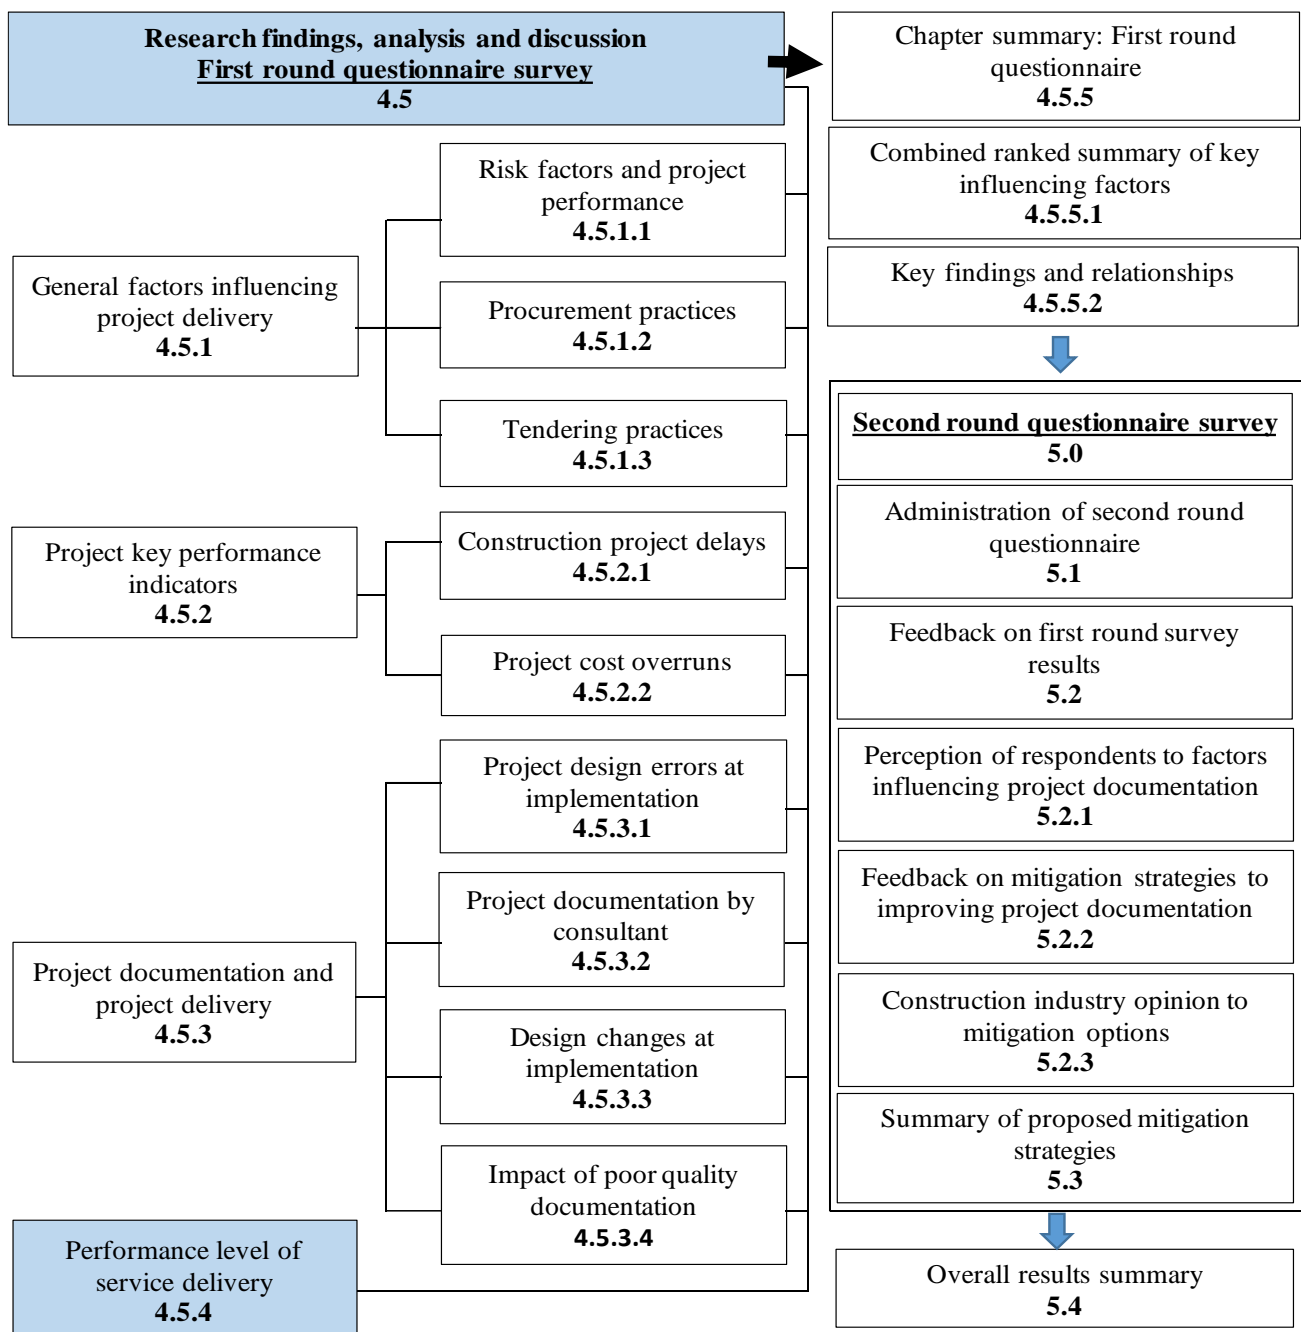 Research findings, analysis and discussion
First round questionnaire survey
4.5
General factors influencing
project delivery
4.5.1
Risk factors and project
performance
4.5.1.1
Procurement practices
4.5.1.2
Tendering practices
4.5.1.3
Project key performance
indicators
4.5.2
Construction project delays
4.5.2.1
Project cost overruns
4.5.2.2
Project documentation and
project delivery
4.5.3
Project design errors at
implementation
4.5.3.1
Project documentation by
consultant
4.5.3.2
Design changes at
implementation
4.5.3.3
Impact of poor quality
documentation
4.5.3.4
Performance level of
service delivery
4.5.4
Chapter summary: First round
questionnaire
4.5.5
Combined ranked summary of key
influencing factors
4.5.5.1
Key findings and relationships
4.5.5.2
Second round questionnaire survey
5.0
Administration of second round
questionnaire
5.1
Feedback on first round survey
results
5.2
Perception of respondents to factors
influencing project documentation
5.2.1
Feedback on mitigation strategies to
improving project documentation
5.2.2
Construction industry opinion to
mitigation options
5.2.3
Summary of proposed mitigation
strategies
5.3
Overall results summary
5.4